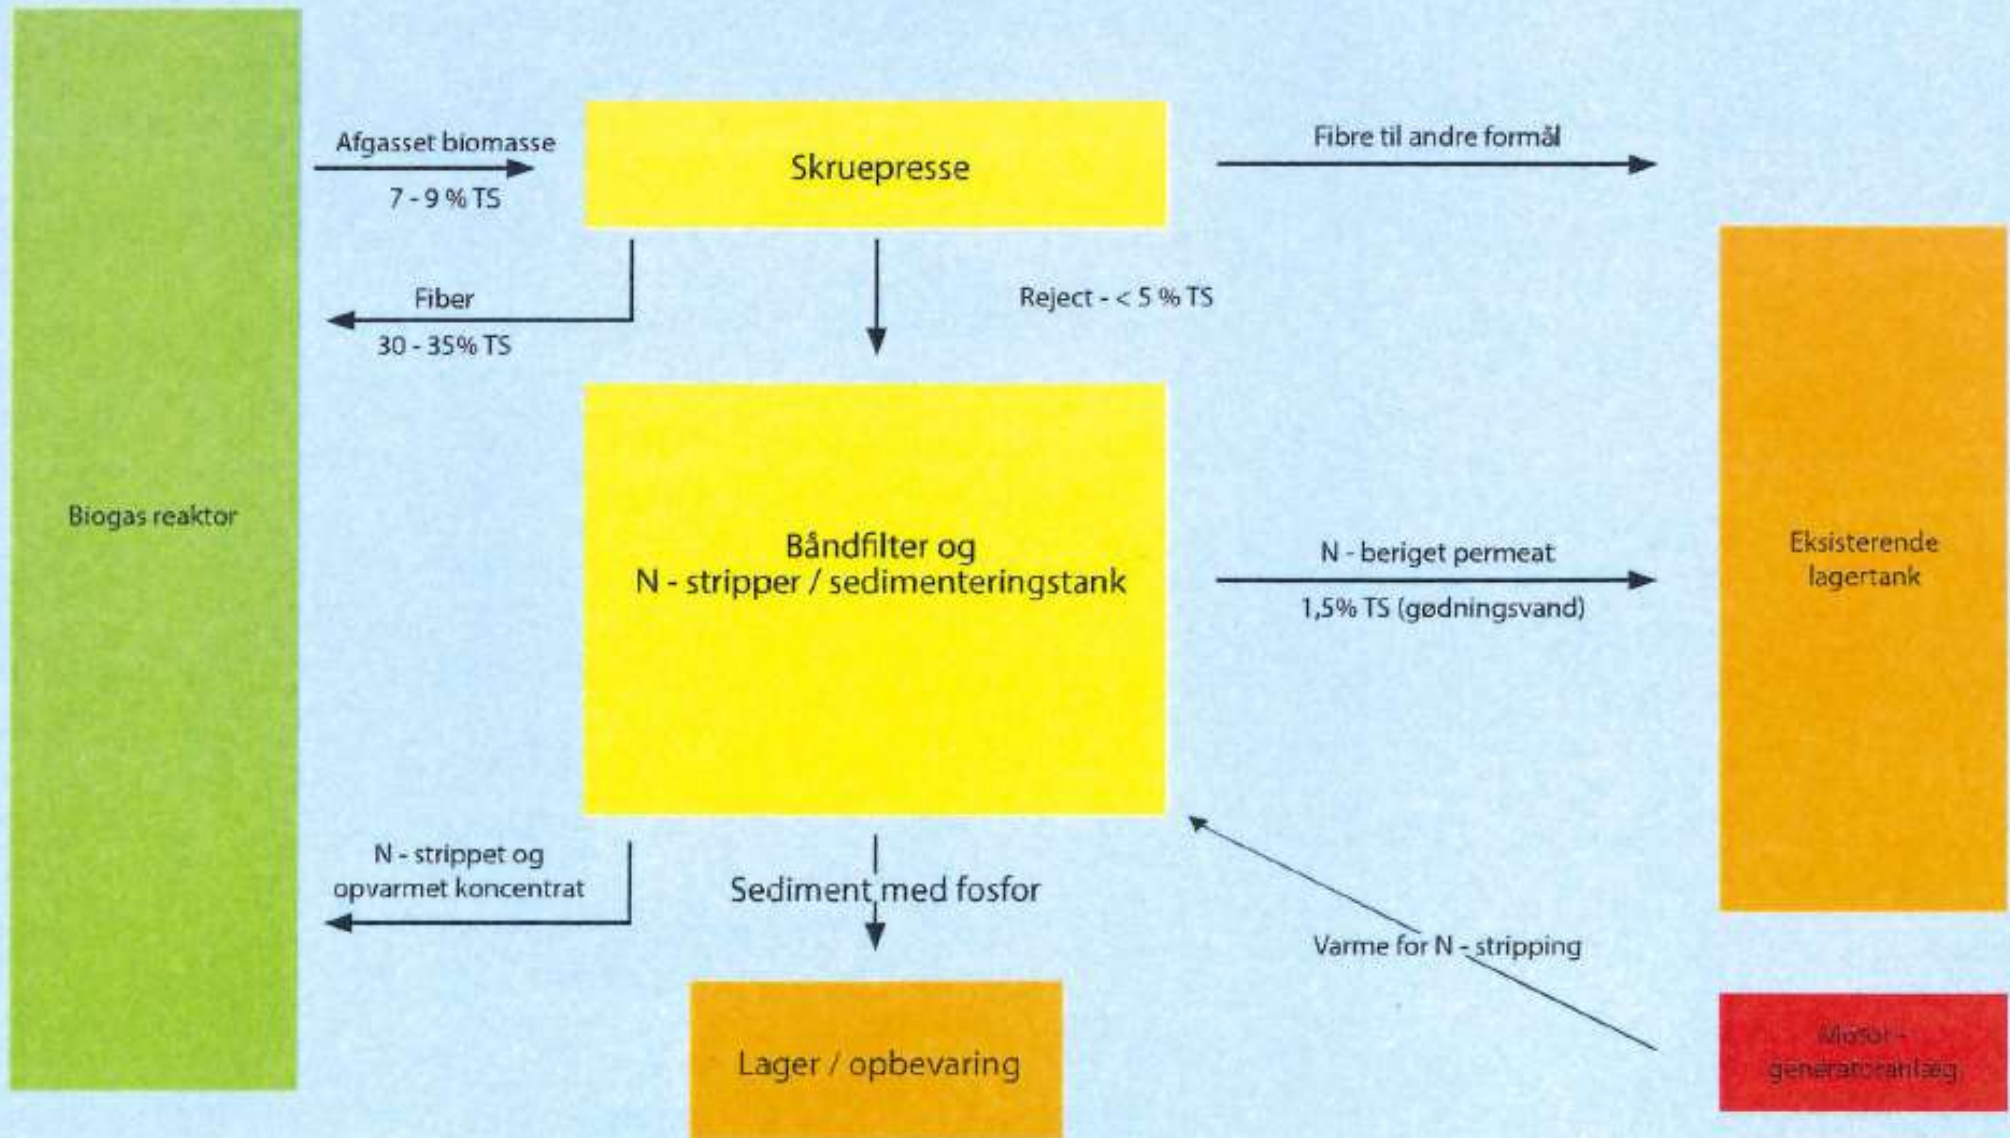 Afgasset biomasse
7 - 9 % TS
Skruepresse
Fibre til andre formål
Fiber
30 - 35% TS
Reject - < 5 % TS
Biogas reaktor
Båndfilter og
N - stripper / sedimenteringstank
N - beriget permeat
1,5% TS (gødningsvand)
Eksisterende
lagertank
N - strippet og
opvarmet koncentrat
Sediment med fosfor
Varme for N - stripping
Lager / opbevaring
Motor -
generatoranlæg